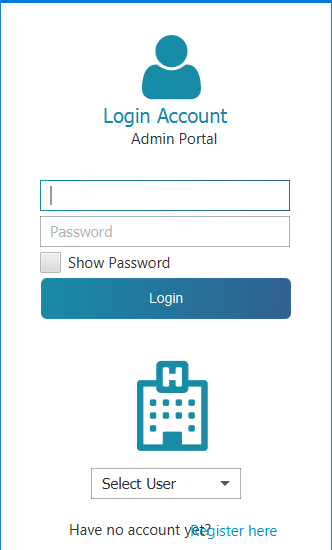 Login Account
Admin Portal
Password
Show Password
Login
H
Select User
Have no account yet? Register here